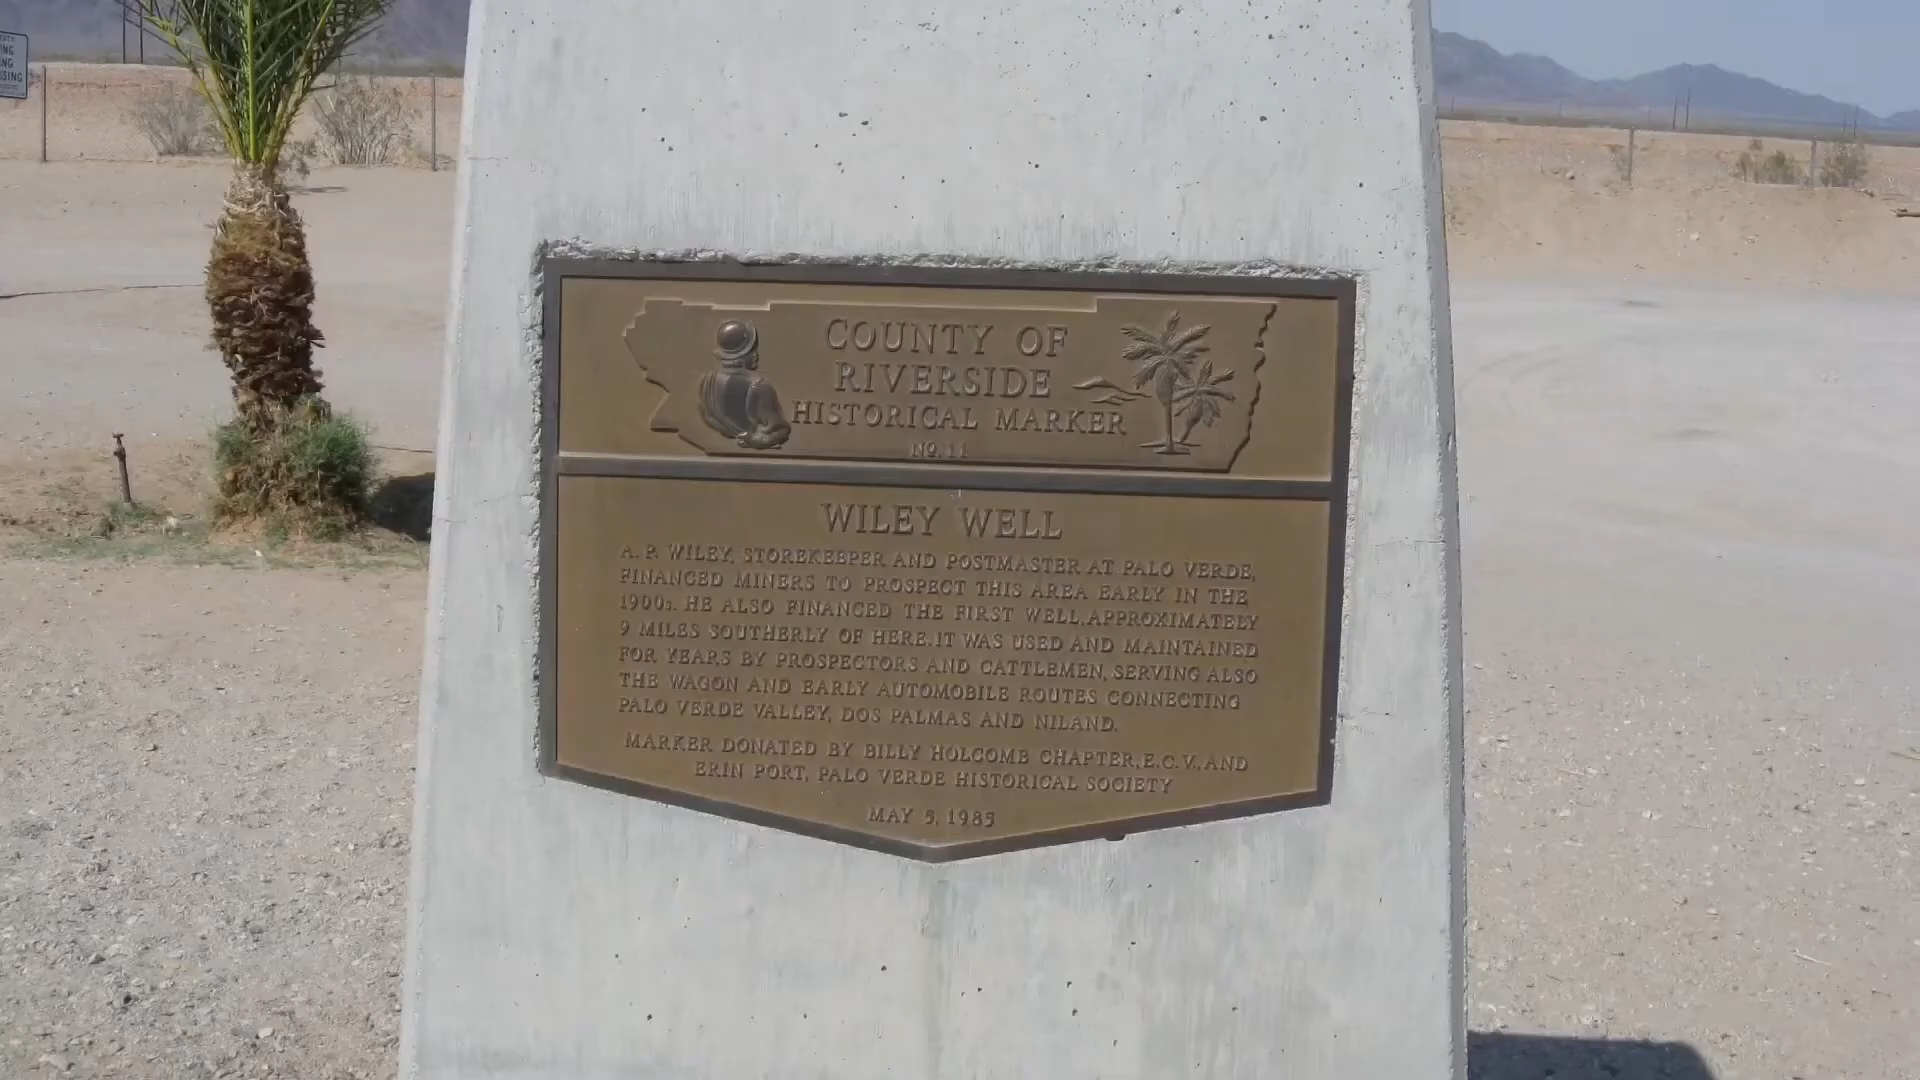 COUNTY OF
RIVERSIDE
HISTORICAL MARKER
NO. 11
WILEY WELL
A. P. WILEY, STOREKEEPER AND POSTMASTER AT PALO VERDE,
FINANCED MINERS TO PROSPECT THIS AREA EARLY IN THE
1900s. HE ALSO FINANCED THE FIRST WELL, APPROXIMATELY
9 MILES SOUTHERLY OF HERE. IT WAS USED AND MAINTAINED
FOR YEARS BY PROSPECTORS AND CATTLEMEN, SERVING ALSO
THE WAGON AND EARLY AUTOMOBILE ROUTES CONNECTING
PALO VERDE VALLEY, DOS PALMAS AND NILAND.
MARKER DONATED BY BILLY HOLCOMB CHAPTER, E.C.V., AND
ERIN PORT, PALO VERDE HISTORICAL SOCIETY
MAY 5, 1985